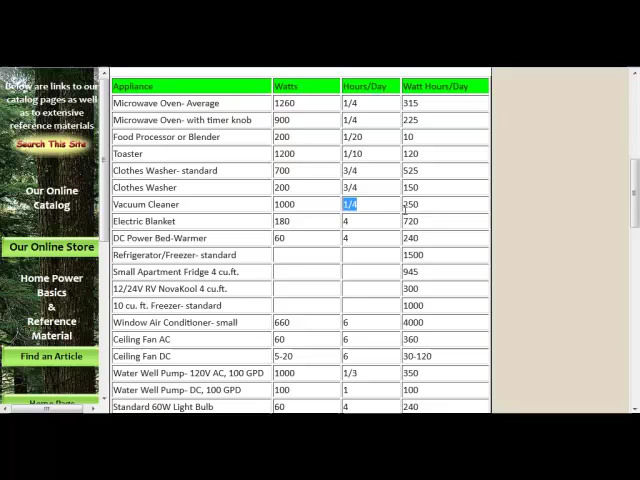 Below are links to our
catalog pages as well
as to extensive
reference materials
Search This Site
Our Online
Catalog
Our Online Store
Home Power
Basics
&
Reference
Material
Find an Article
Home Page
Appliance Watts Hours/Day Watt Hours/Day
Microwave Oven- Average 1260 1/4 315
Microwave Oven- with timer knob 900 1/4 225
Food Processor or Blender 200 1/20 10
Toaster 1200 1/10 120
Clothes Washer- standard 700 3/4 525
Clothes Washer 200 3/4 150
Vacuum Cleaner 1000 1/4 250
Electric Blanket 180 4 720
DC Power Bed-Warmer 60 4 240
Refrigerator/Freezer- standard 1500
Small Apartment Fridge 4 cu.ft. 945
12/24V RV NovaKool 4 cu.ft. 300
10 cu. ft. Freezer- standard 1000
Window Air Conditioner- small 660 6 4000
Ceiling Fan AC 60 6 360
Ceiling Fan DC 5-20 6 30-120
Water Well Pump- 120V AC, 100 GPD 1000 1/3 350
Water Well Pump- DC, 100 GPD 100 1 100
Standard 60W Light Bulb 60 4 240